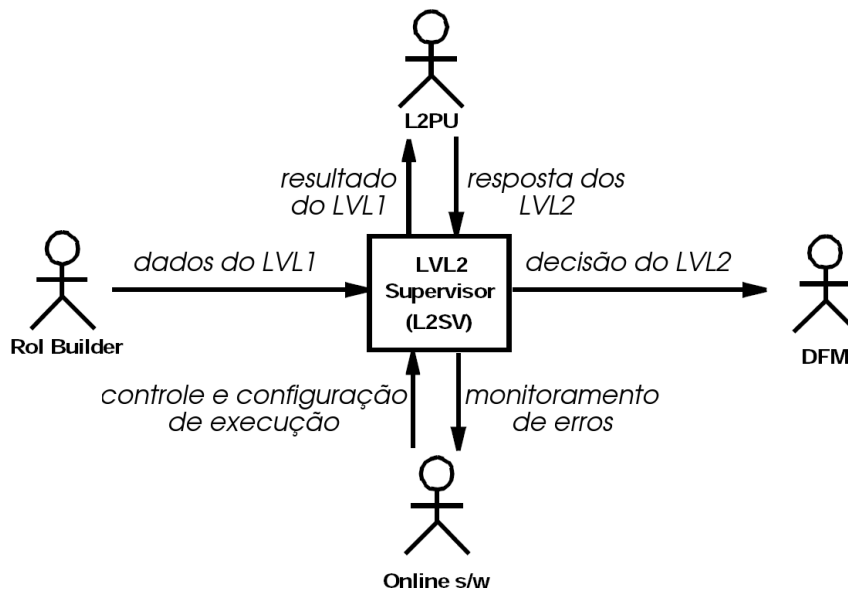 L2PU
resultado
do LVL1
resposta dos
LVL2
dados do LVL1
LVL2
Supervisor
(L2SV)
decisão do LVL2
RoI Builder
DFM
controle e configuração
de execução
monitoramento
de erros
Online s/w